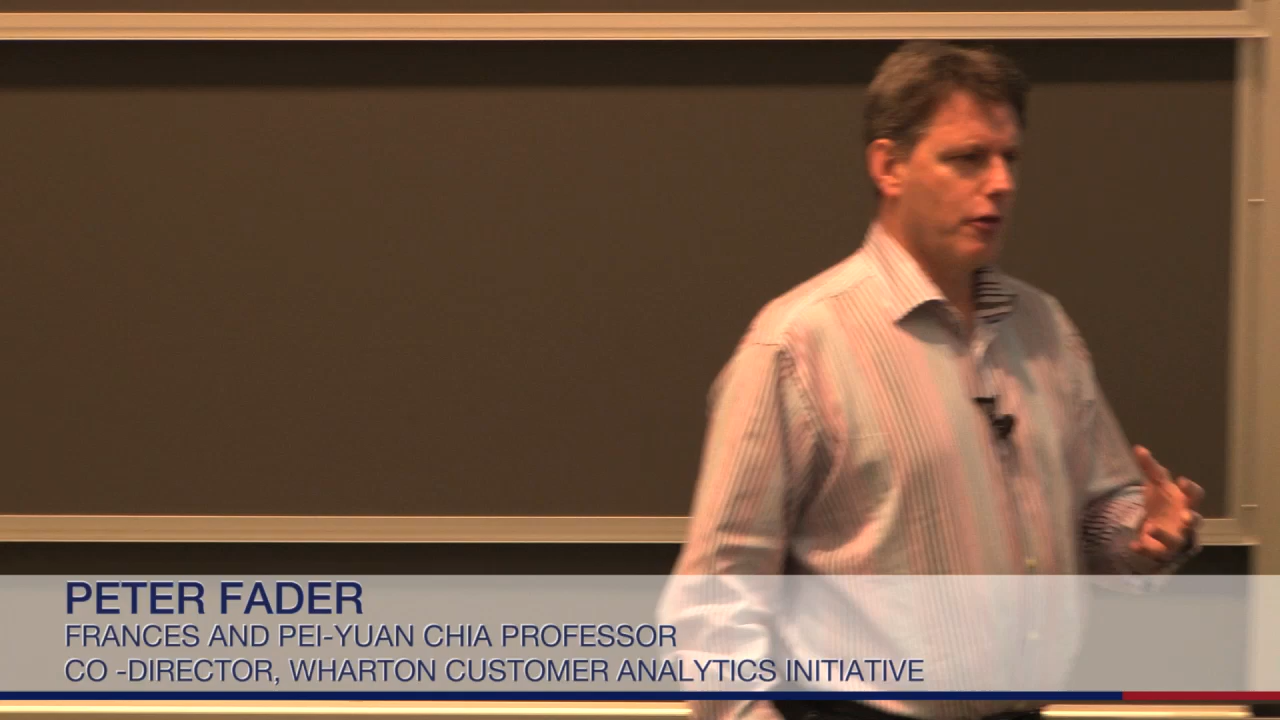 PETER FADER
FRANCES AND PEI-YUAN CHIA PROFESSOR
CO -DIRECTOR, WHARTON CUSTOMER ANALYTICS INITIATIVE